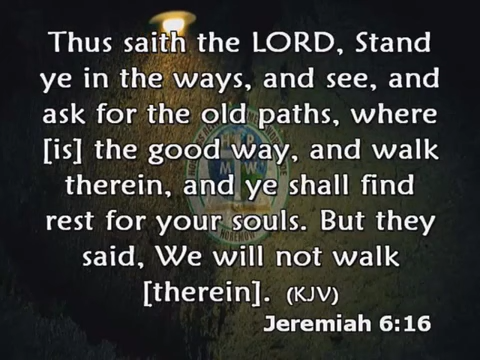 Thus saith the LORD, Stand
ye in the ways, and see, and
ask for the old paths, where
[is] the good way, and walk
therein, and ye shall find
rest for your souls. But they
said, We will not walk
[therein]. (KJV)
Jeremiah 6:16